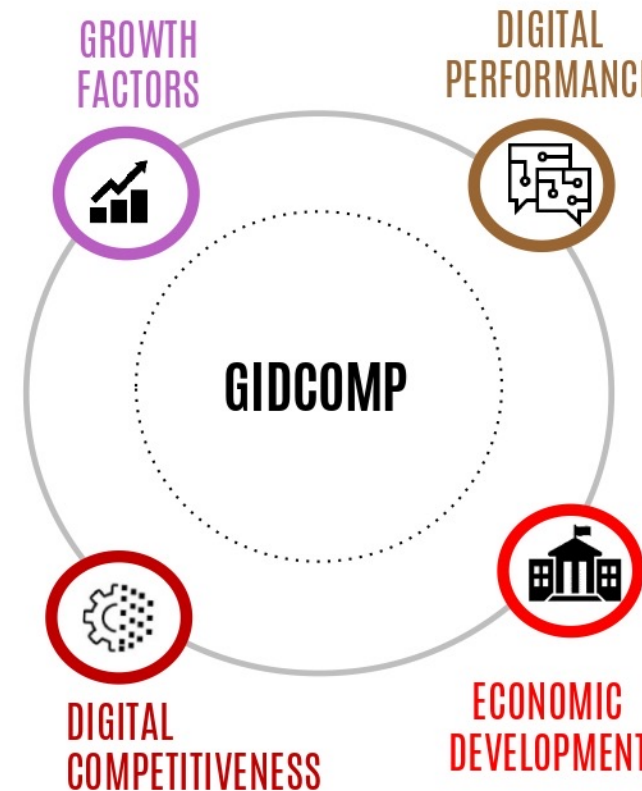 GROWTH
FACTORS
DIGITAL
PERFORMANC
GIDCOMP
DIGITAL
COMPETITIVENESS
ECONOMIC
DEVELOPMENT